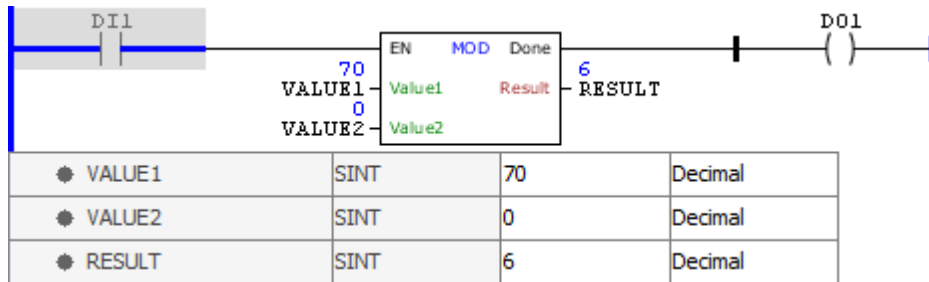 DI1 DO1
EN MOD Done
70 6
VALUE1 Value1 Result RESULT
0
VALUE2 Value2
VALUE1 SINT 70 Decimal
VALUE2 SINT 0 Decimal
RESULT SINT 6 Decimal